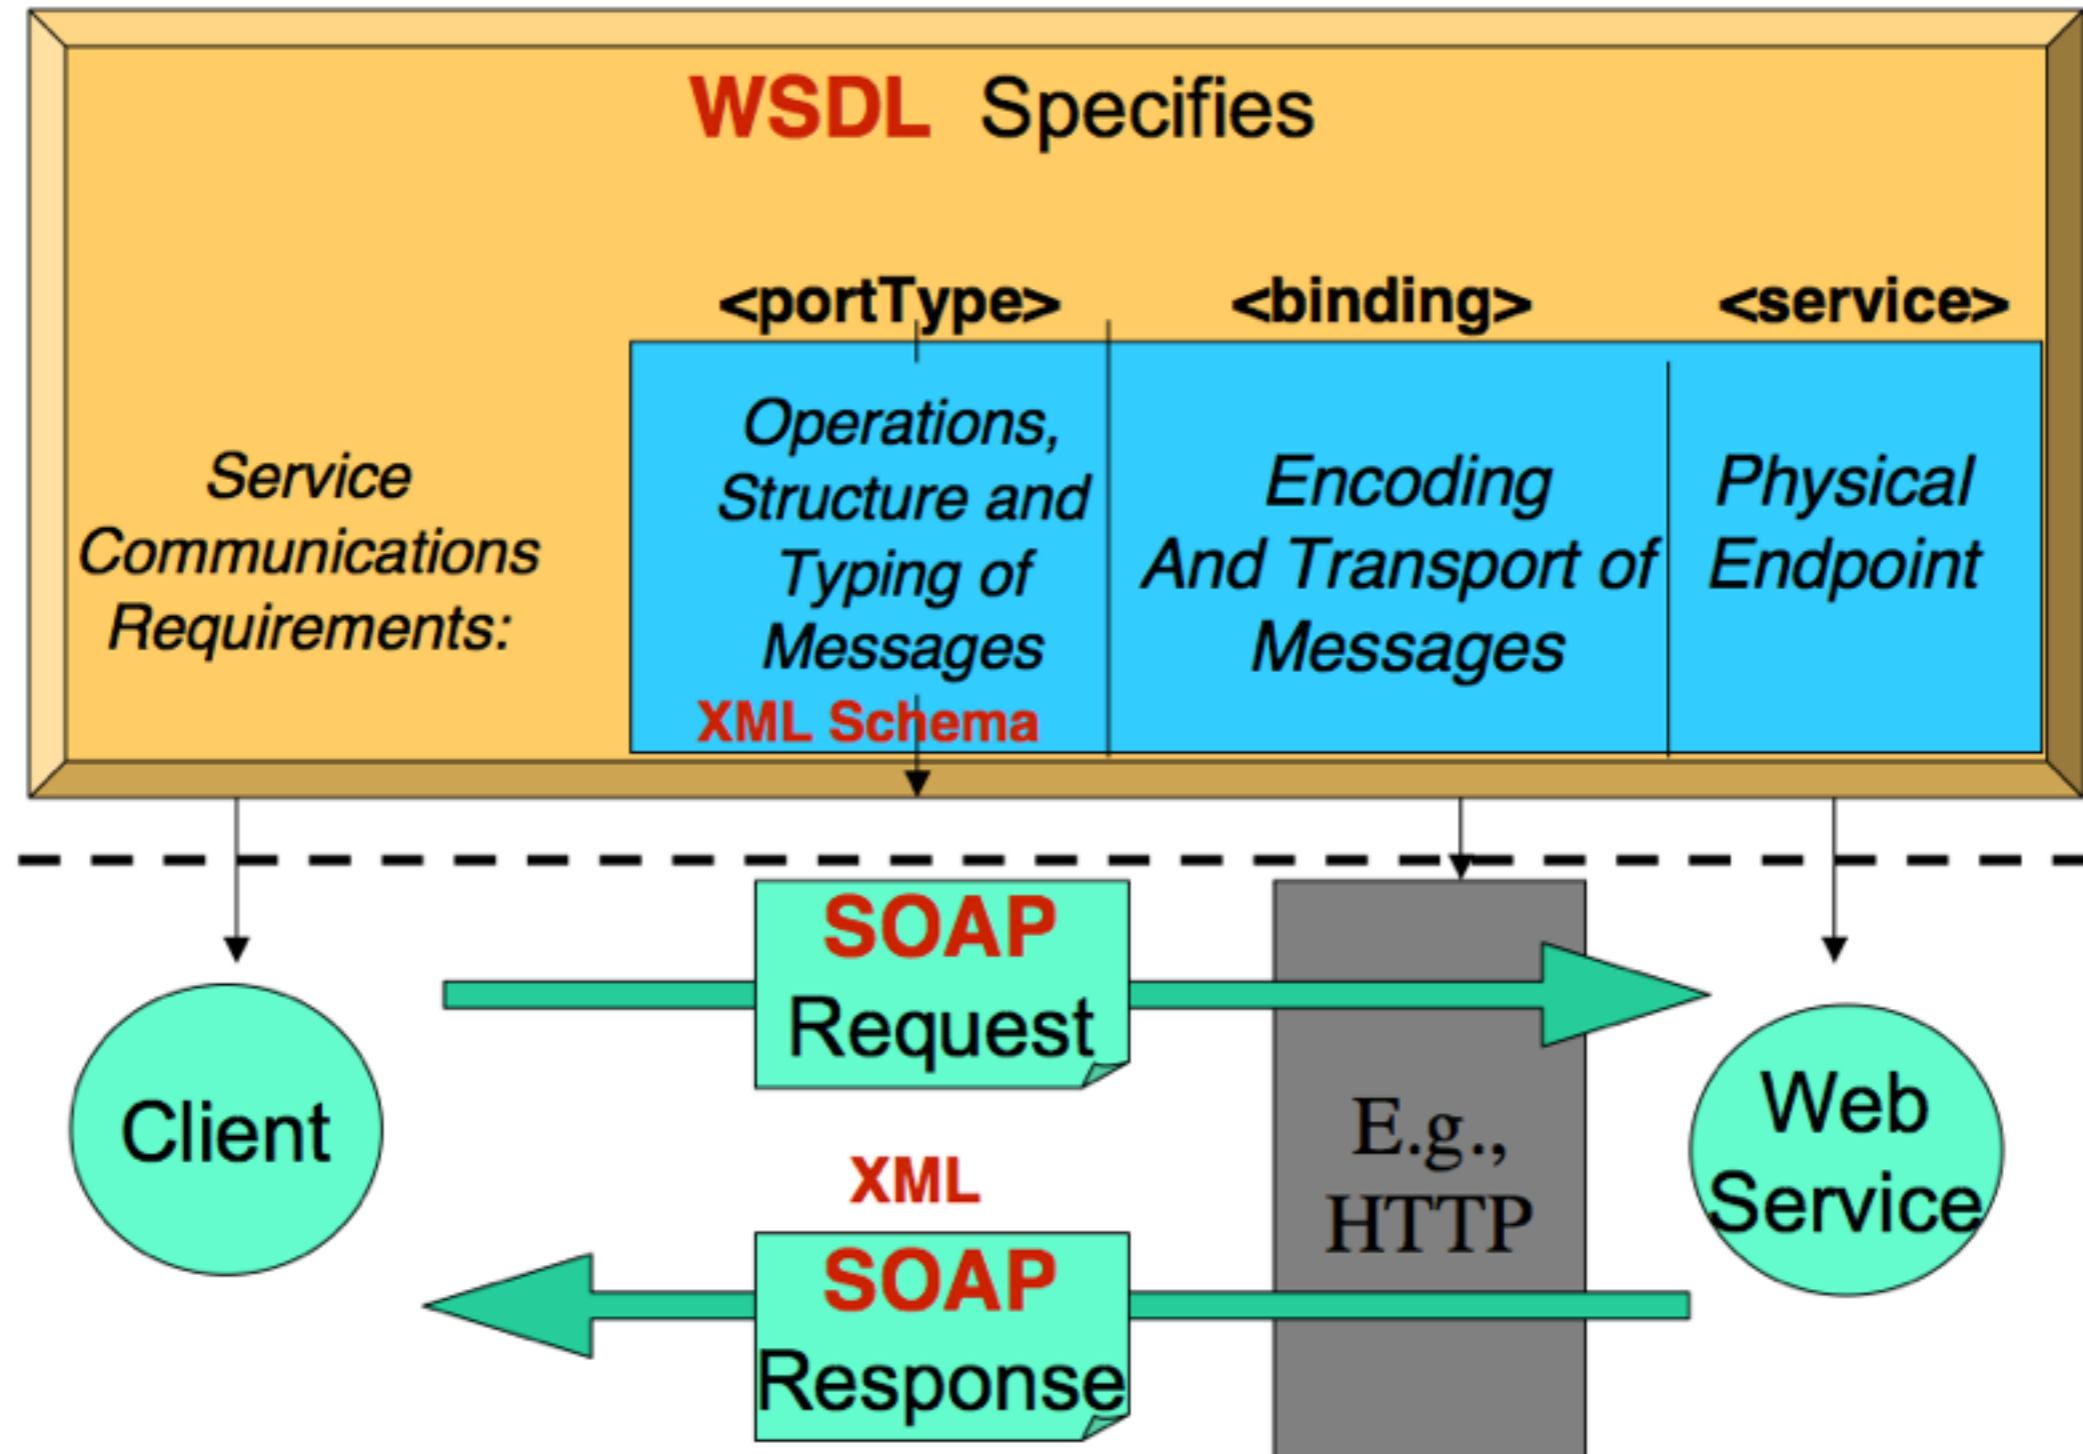 WSDL Specifies
<portType>
<binding>
<service>
Service
Communications
Requirements:
Operations,
Structure and
Typing of
Messages
XML Schema
Encoding
And Transport of
Messages
Physical
Endpoint
SOAP
Request
Client
XML
SOAP
Response
E.g.,
HTTP
Web
Service